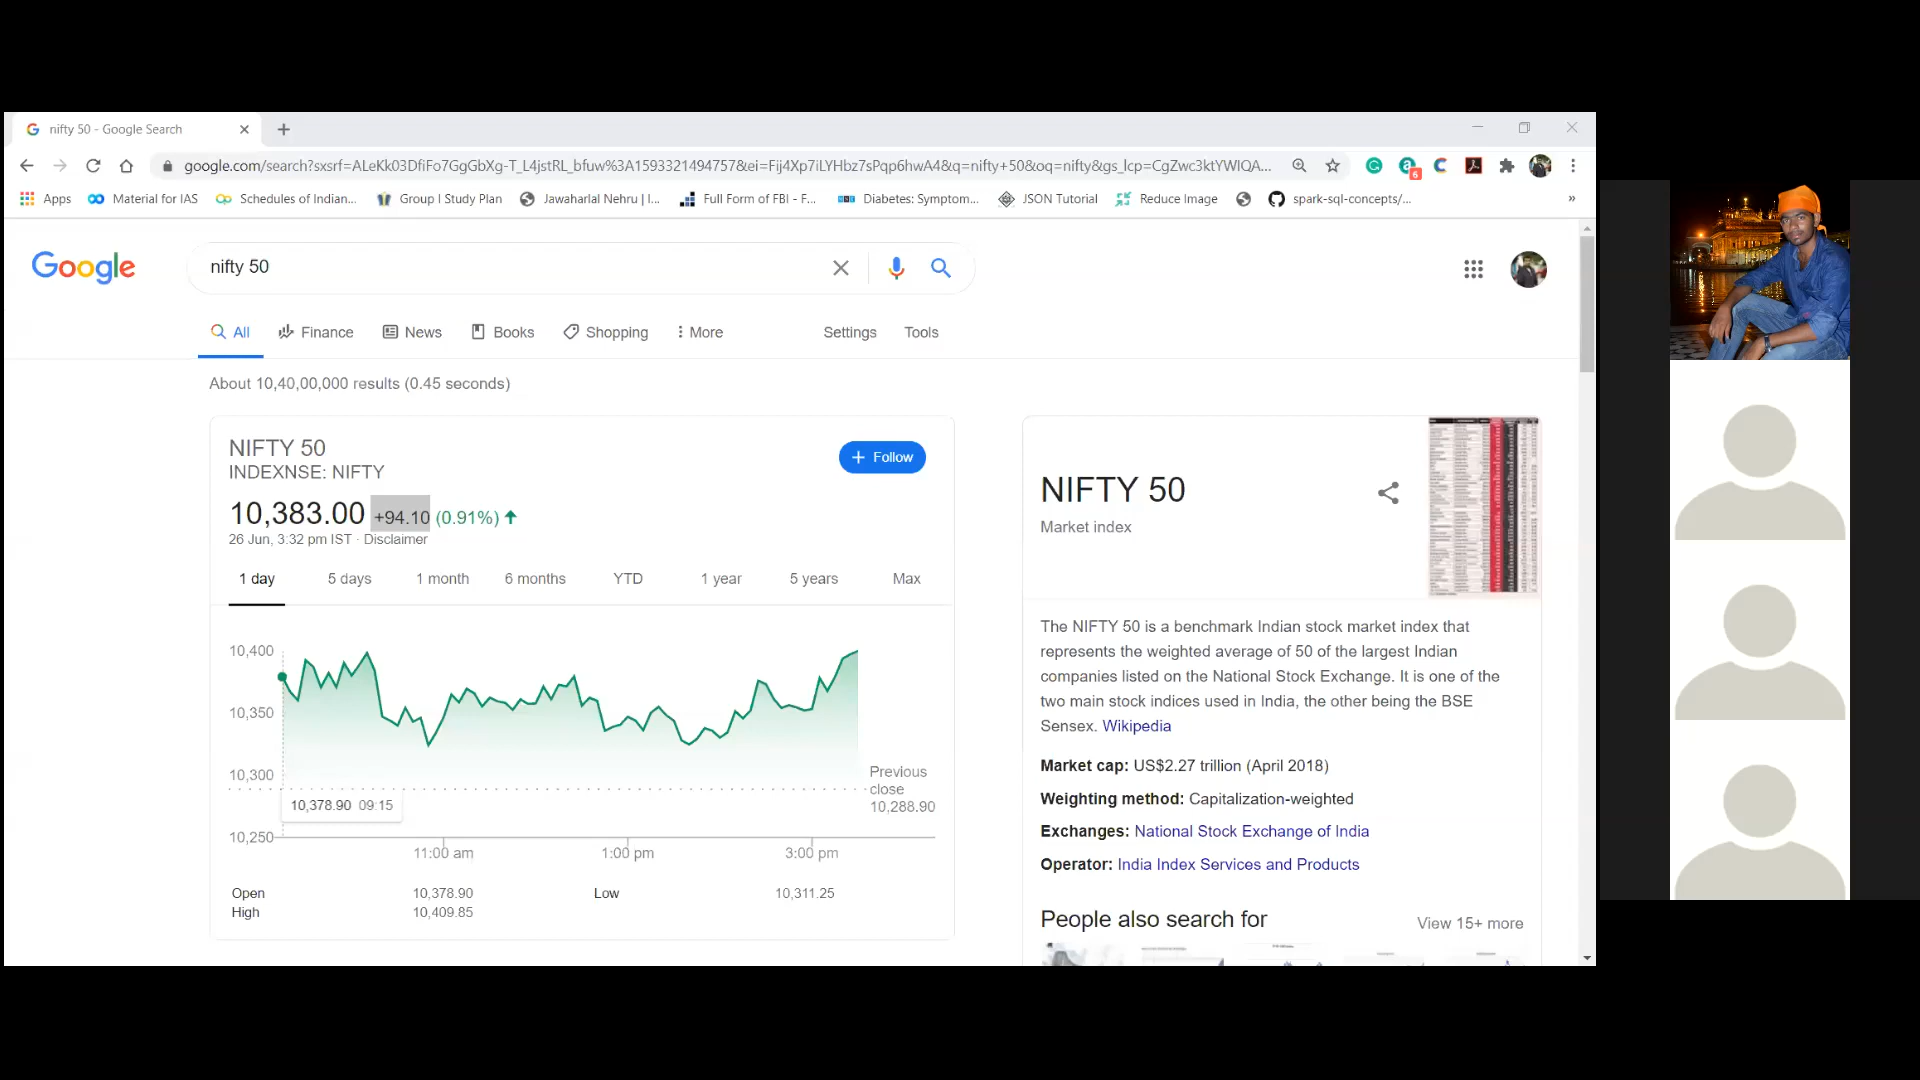 nifty 50 - Google Search
google.com/search?sxsrf=ALeKk03DfiFo7GgGbXg-T_L4jstRL_bfuw%3A1593321494757&ei=Fij4Xp7iLYHbz7sPqp6hwA4&q=nifty+50&oq=nifty&gs_lcp=CgZwc3ktYWIQA...
6
Apps Material for IAS Schedules of Indian... Group I Study Plan Jawaharlal Nehru | I... Full Form of FBI - F... Diabetes: Symptom... JSON Tutorial Reduce Image spark-sql-concepts/... »
Google
nifty 50
All Finance News Books Shopping More Settings Tools
About 10,40,00,000 results (0.45 seconds)
NIFTY 50
INDEXNSE: NIFTY
+ Follow
10,383.00 +94.10 (0.91%)
26 Jun, 3:32 pm IST · Disclaimer
1 day 5 days 1 month 6 months YTD 1 year 5 years Max
10,400
10,350
10,300
10,250
Previous
close
10,288.90
10,378.90 09:15
11:00 am 1:00 pm 3:00 pm
Open 10,378.90 Low 10,311.25
High 10,409.85
NIFTY 50
Market index
The NIFTY 50 is a benchmark Indian stock market index that
represents the weighted average of 50 of the largest Indian
companies listed on the National Stock Exchange. It is one of the
two main stock indices used in India, the other being the BSE
Sensex. Wikipedia
Market cap: US$2.27 trillion (April 2018)
Weighting method: Capitalization-weighted
Exchanges: National Stock Exchange of India
Operator: India Index Services and Products
People also search for
View 15+ more